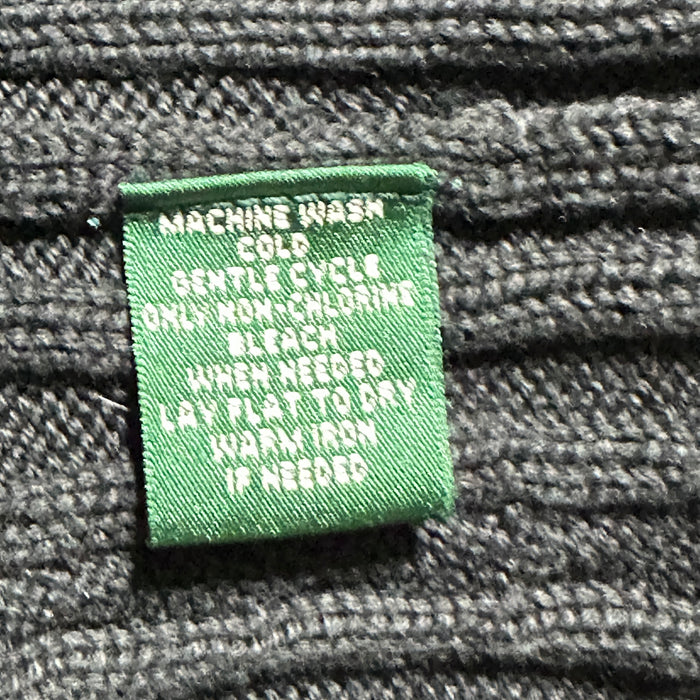 MACHINE WASH
COLD
GENTLE CYCLE
ONLY NON-CHLORINE
BLEACH
WHEN NEEDED
LAY FLAT TO DRY
WARM IRON
IF NEEDED